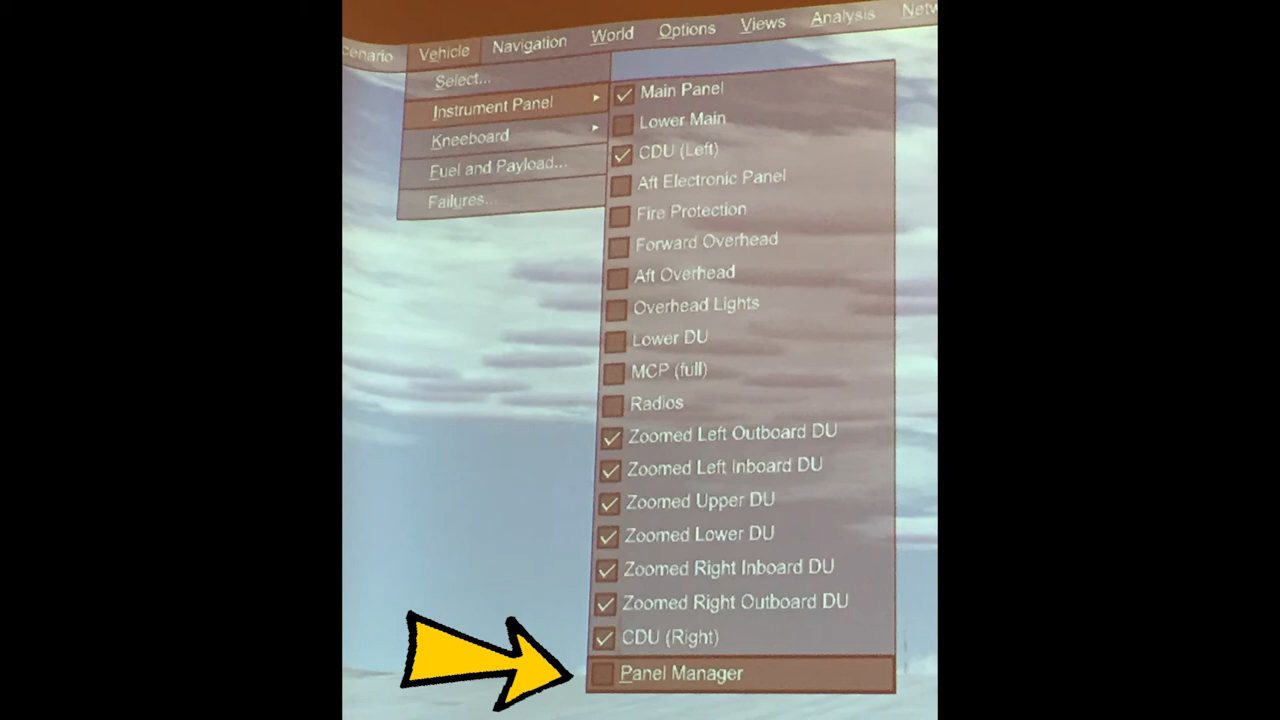 Vehicle Navigation World Options Views Analysis
Select...
Instrument Panel
Kneeboard
Fuel and Payload...
Failures...
Main Panel
Lower Main
CDU (Left)
Aft Electronic Panel
Fire Protection
Forward Overhead
Aft Overhead
Overhead Lights
Lower DU
MCP (full)
Radios
Zoomed Left Outboard DU
Zoomed Left Inboard DU
Zoomed Upper DU
Zoomed Lower DU
Zoomed Right Inboard DU
Zoomed Right Outboard DU
CDU (Right)
Panel Manager